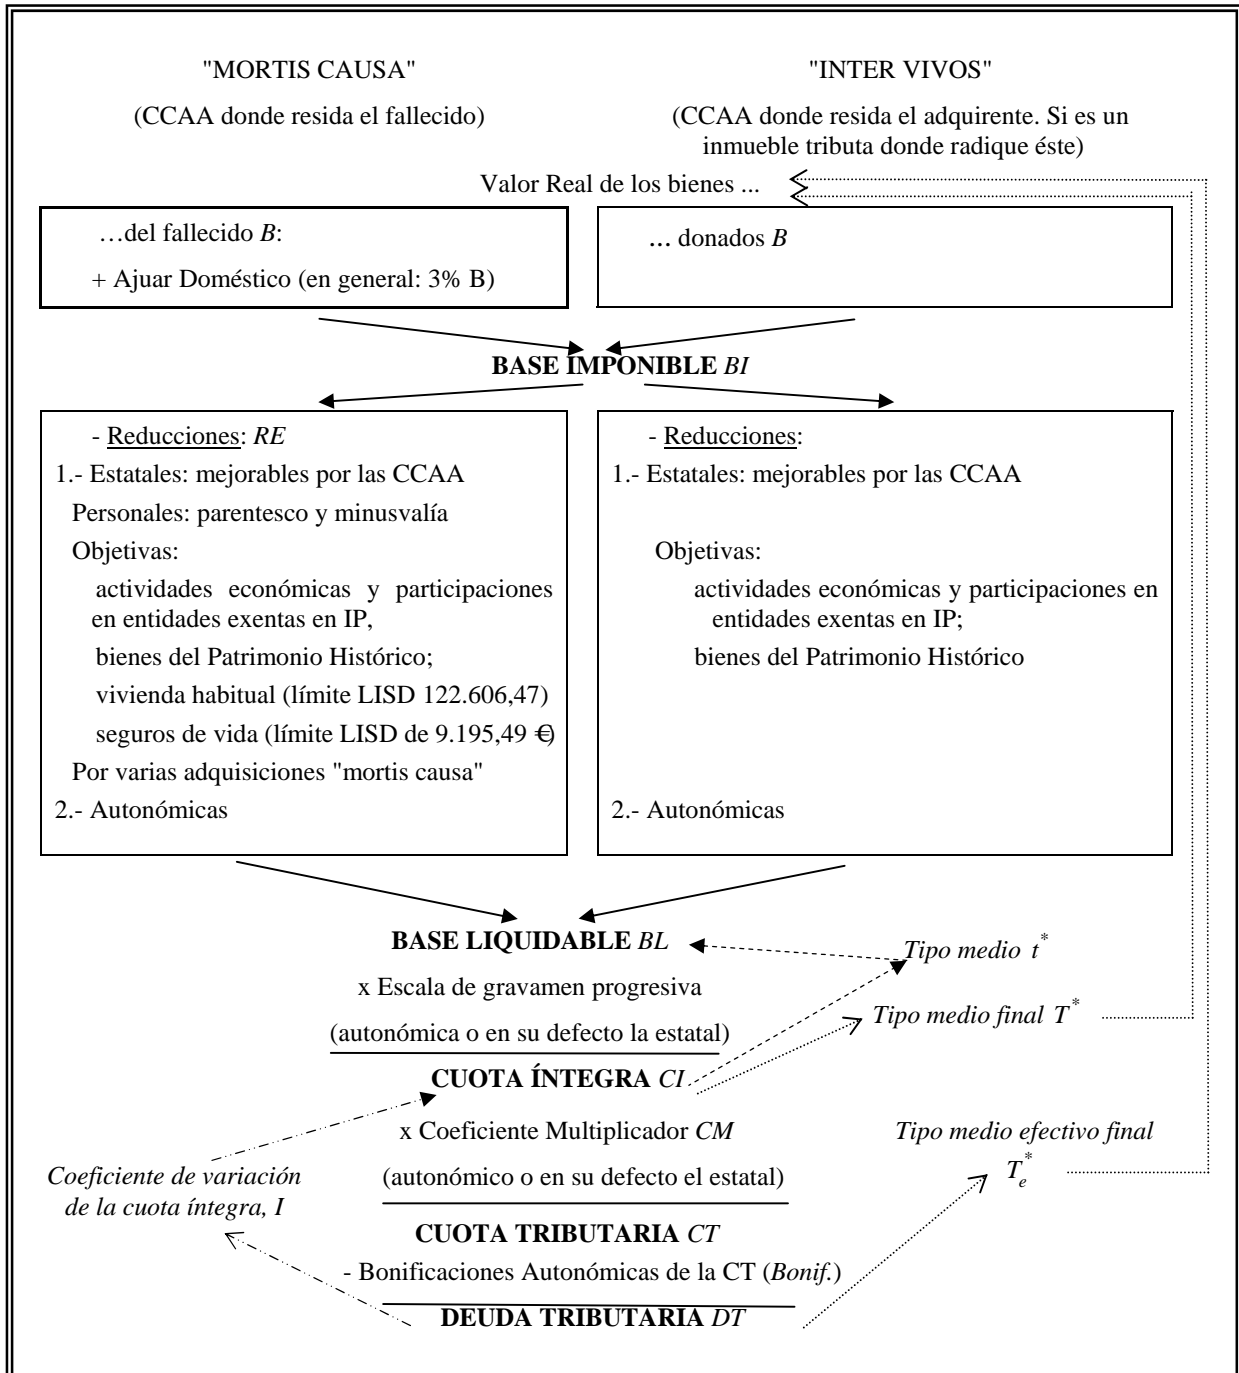 "MORTIS CAUSA"
(CCAA donde resida el fallecido)
"INTER VIVOS"
(CCAA donde resida el adquirente. Si es un
inmueble tributa donde radique éste)
Valor Real de los bienes ...
…del fallecido B:
+ Ajuar Doméstico (en general: 3% B)
... donados B
BASE IMPONIBLE BI
- Reducciones: RE
1.- Estatales: mejorables por las CCAA
Personales: parentesco y minusvalía
Objetivas:
actividades económicas y participaciones
en entidades exentas en IP,
bienes del Patrimonio Histórico;
vivienda habitual (límite LISD 122.606,47)
seguros de vida (límite LISD de 9.195,49 €)
Por varias adquisiciones "mortis causa"
2.- Autonómicas
- Reducciones:
1.- Estatales: mejorables por las CCAA
Objetivas:
actividades económicas y participaciones en
entidades exentas en IP;
bienes del Patrimonio Histórico
2.- Autonómicas
BASE LIQUIDABLE BL
Tipo medio t*
x Escala de gravamen progresiva
(autonómica o en su defecto la estatal)
Tipo medio final T*
CUOTA ÍNTEGRA CI
x Coeficiente Multiplicador CM
(autonómico o en su defecto el estatal)
Tipo medio efectivo final
Te*
Coeficiente de variación
de la cuota íntegra, I
CUOTA TRIBUTARIA CT
- Bonificaciones Autonómicas de la CT (Bonif.)
DEUDA TRIBUTARIA DT